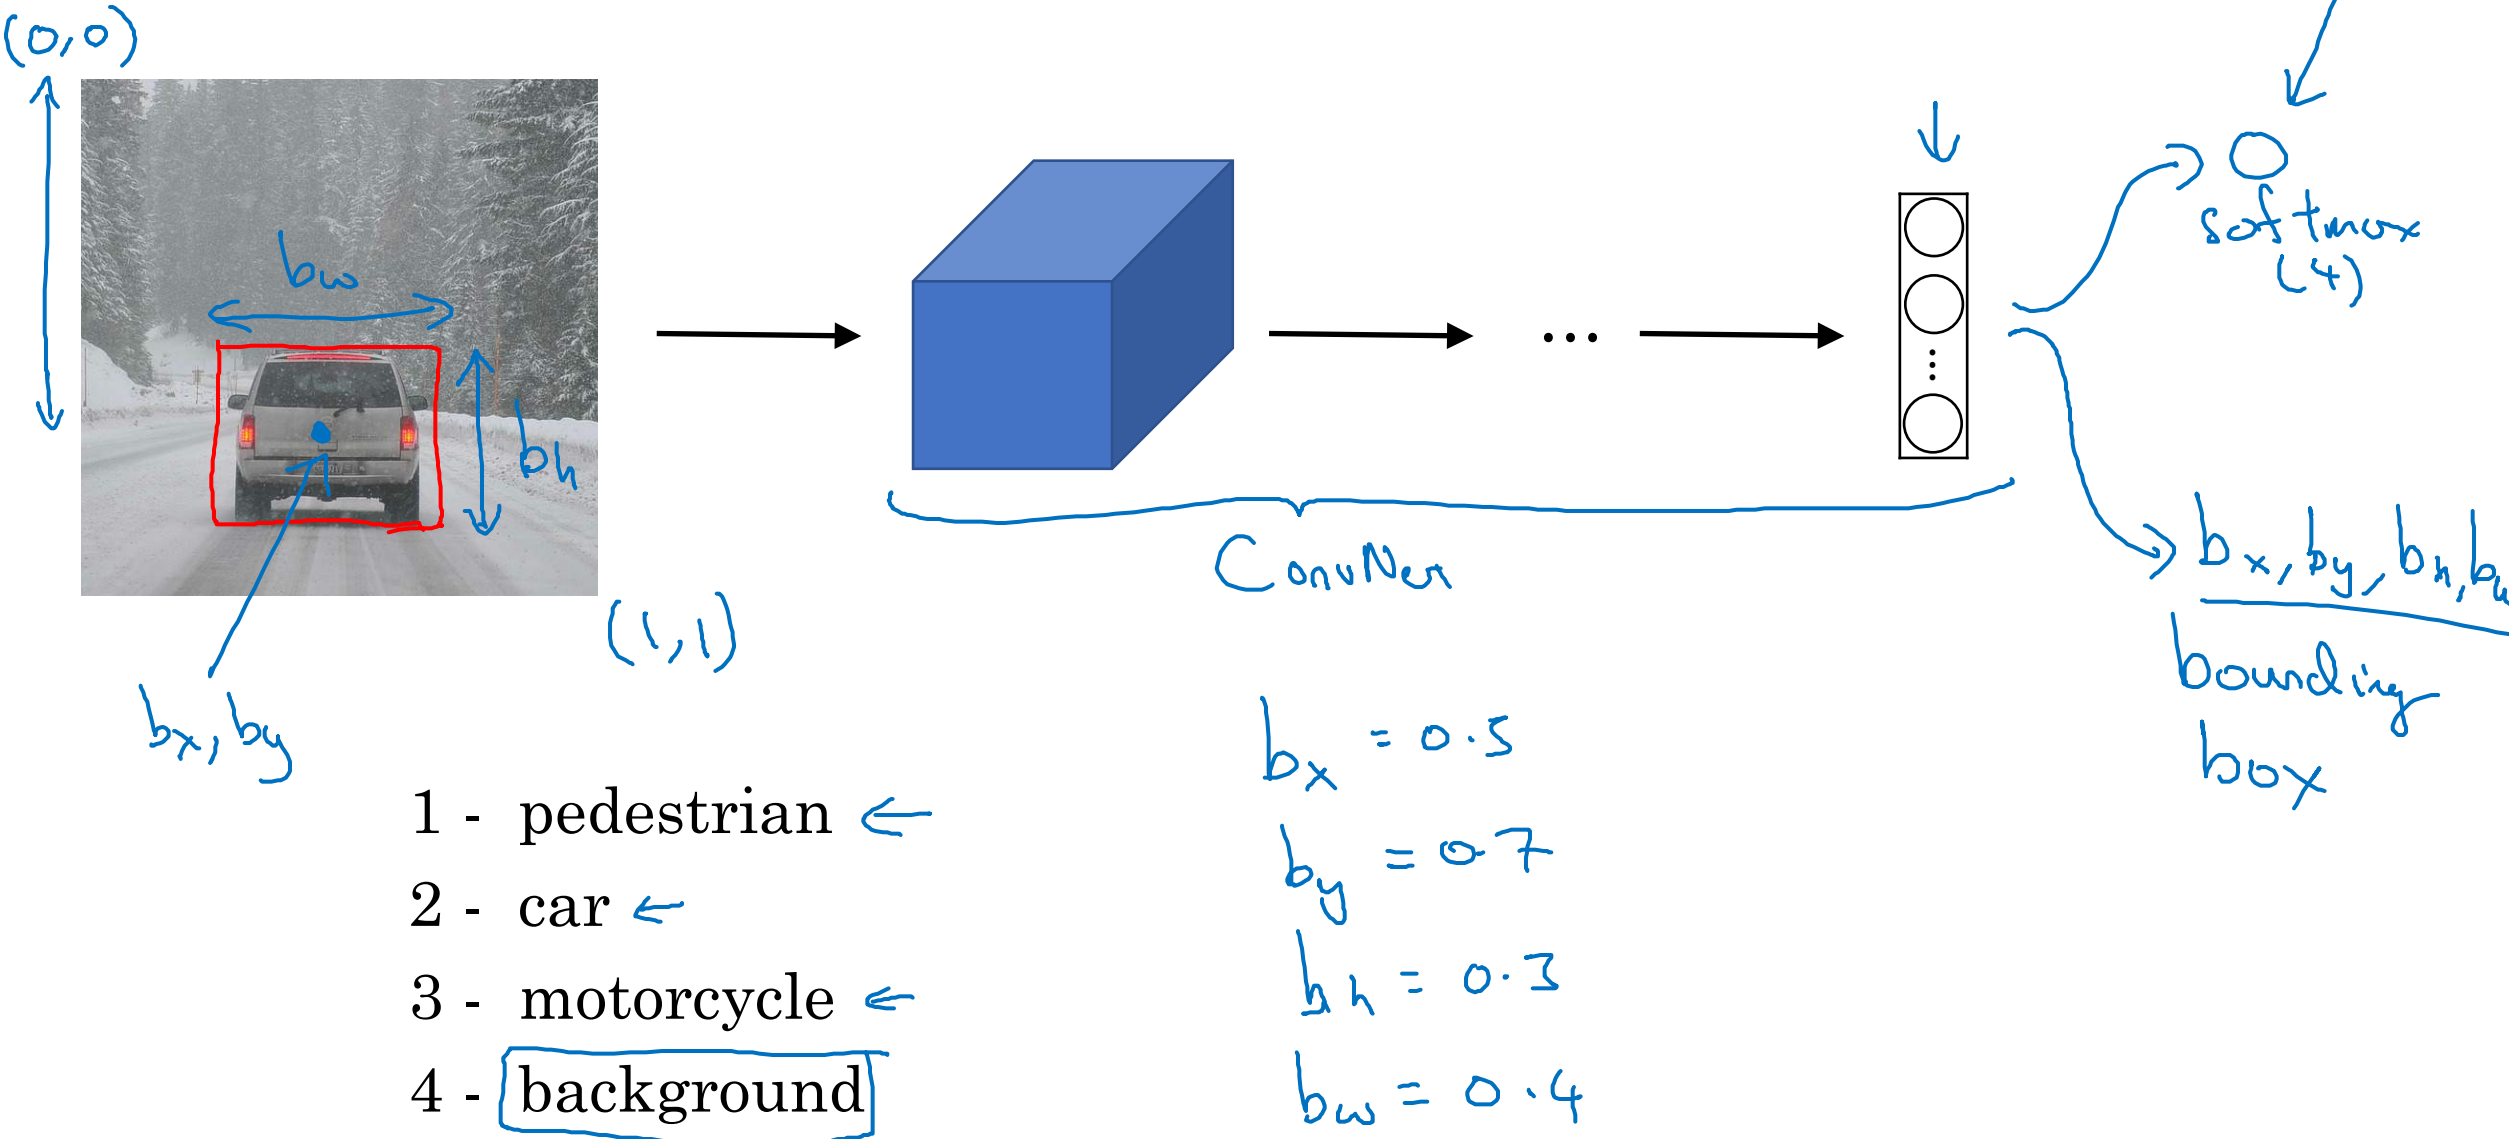 (0,0)
bw
bh
(1,1)
bx, by
ConvNet
softmax
(4)
bx, by, bh, bw
bounding
box
1 - pedestrian
2 - car
3 - motorcycle
4 - background
bx = 0.5
by = 0.7
bh = 0.3
bw = 0.4